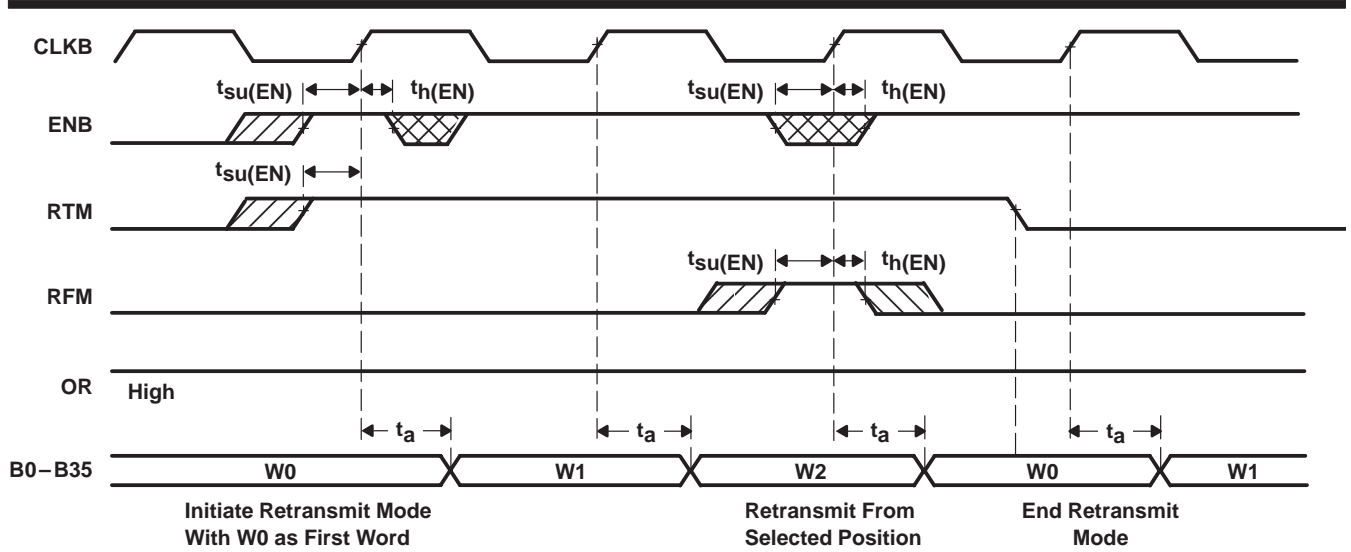 CLKB
tsu(EN) th(EN) tsu(EN) th(EN)
ENB
tsu(EN)
RTM
tsu(EN) th(EN)
RFM
OR High
ta ta ta ta
B0–B35 W0 W1 W2 W0 W1
Initiate Retransmit Mode
With W0 as First Word
Retransmit From
Selected Position
End Retransmit
Mode